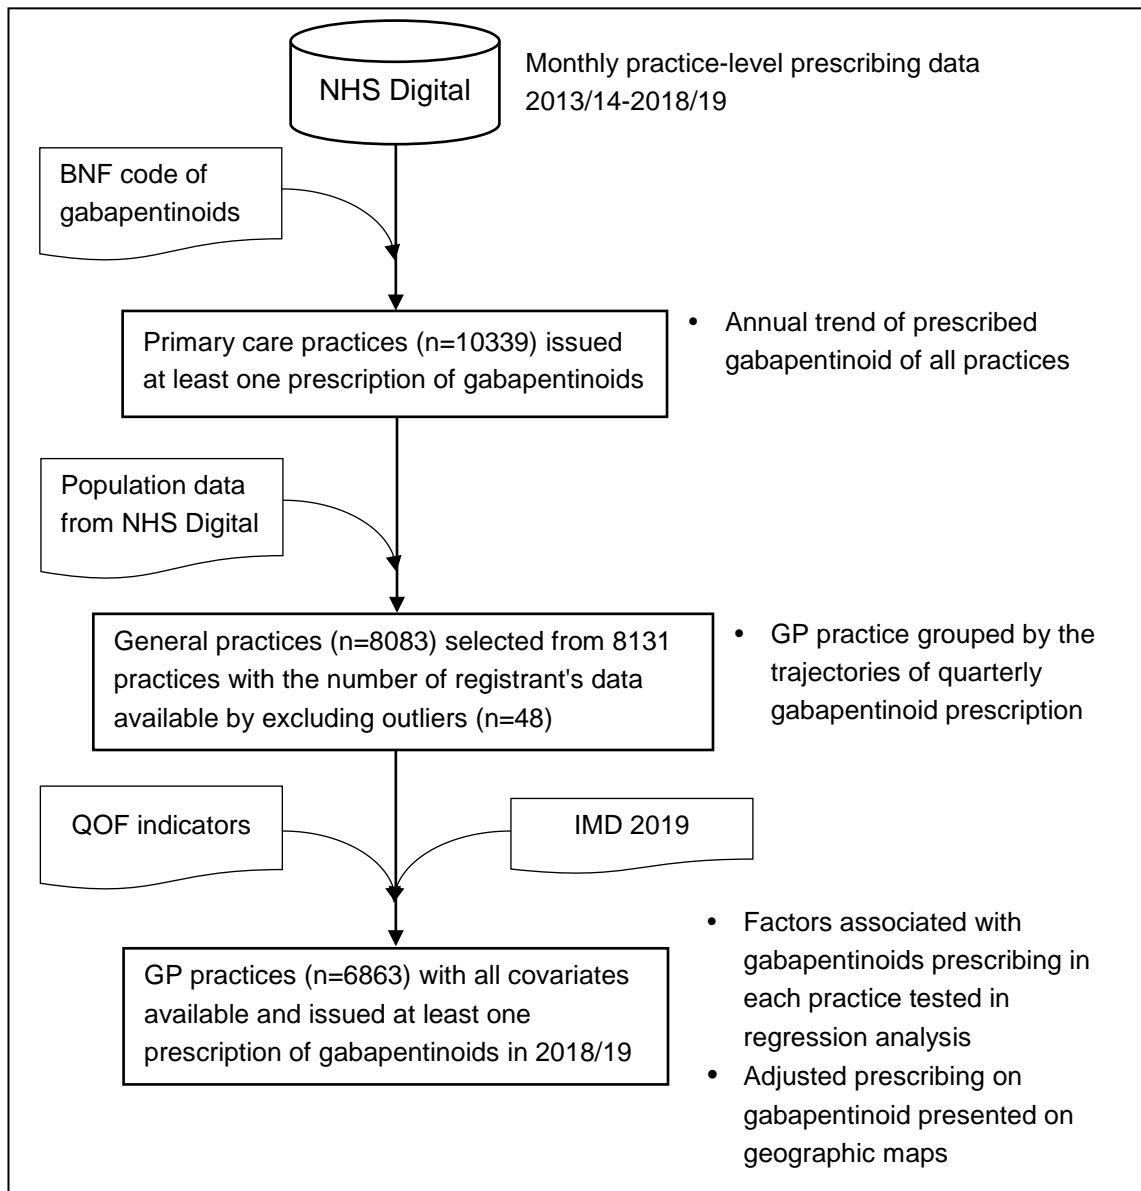 NHS Digital
Monthly practice-level prescribing data
2013/14-2018/19
BNF code of
gabapentinoids
Primary care practices (n=10339) issued
at least one prescription of gabapentinoids
• Annual trend of prescribed
gabapentinoid of all practices
Population data
from NHS Digital
General practices (n=8083) selected from 8131
practices with the number of registrant's data
available by excluding outliers (n=48)
• GP practice grouped by the
trajectories of quarterly
gabapentinoid prescription
QOF indicators
IMD 2019
GP practices (n=6863) with all covariates
available and issued at least one
prescription of gabapentinoids in 2018/19
• Factors associated with
gabapentinoids prescribing in
each practice tested in
regression analysis
• Adjusted prescribing on
gabapentinoid presented on
geographic maps